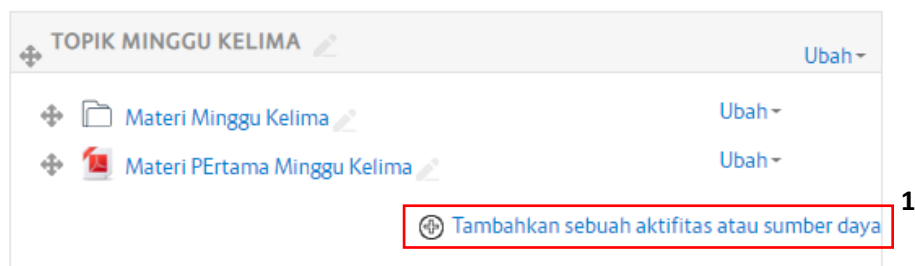 TOPIK MINGGU KELIMA
Ubah
Materi Minggu Kelima
Ubah
Materi PErtama Minggu Kelima
Ubah
1
Tambahkan sebuah aktifitas atau sumber daya